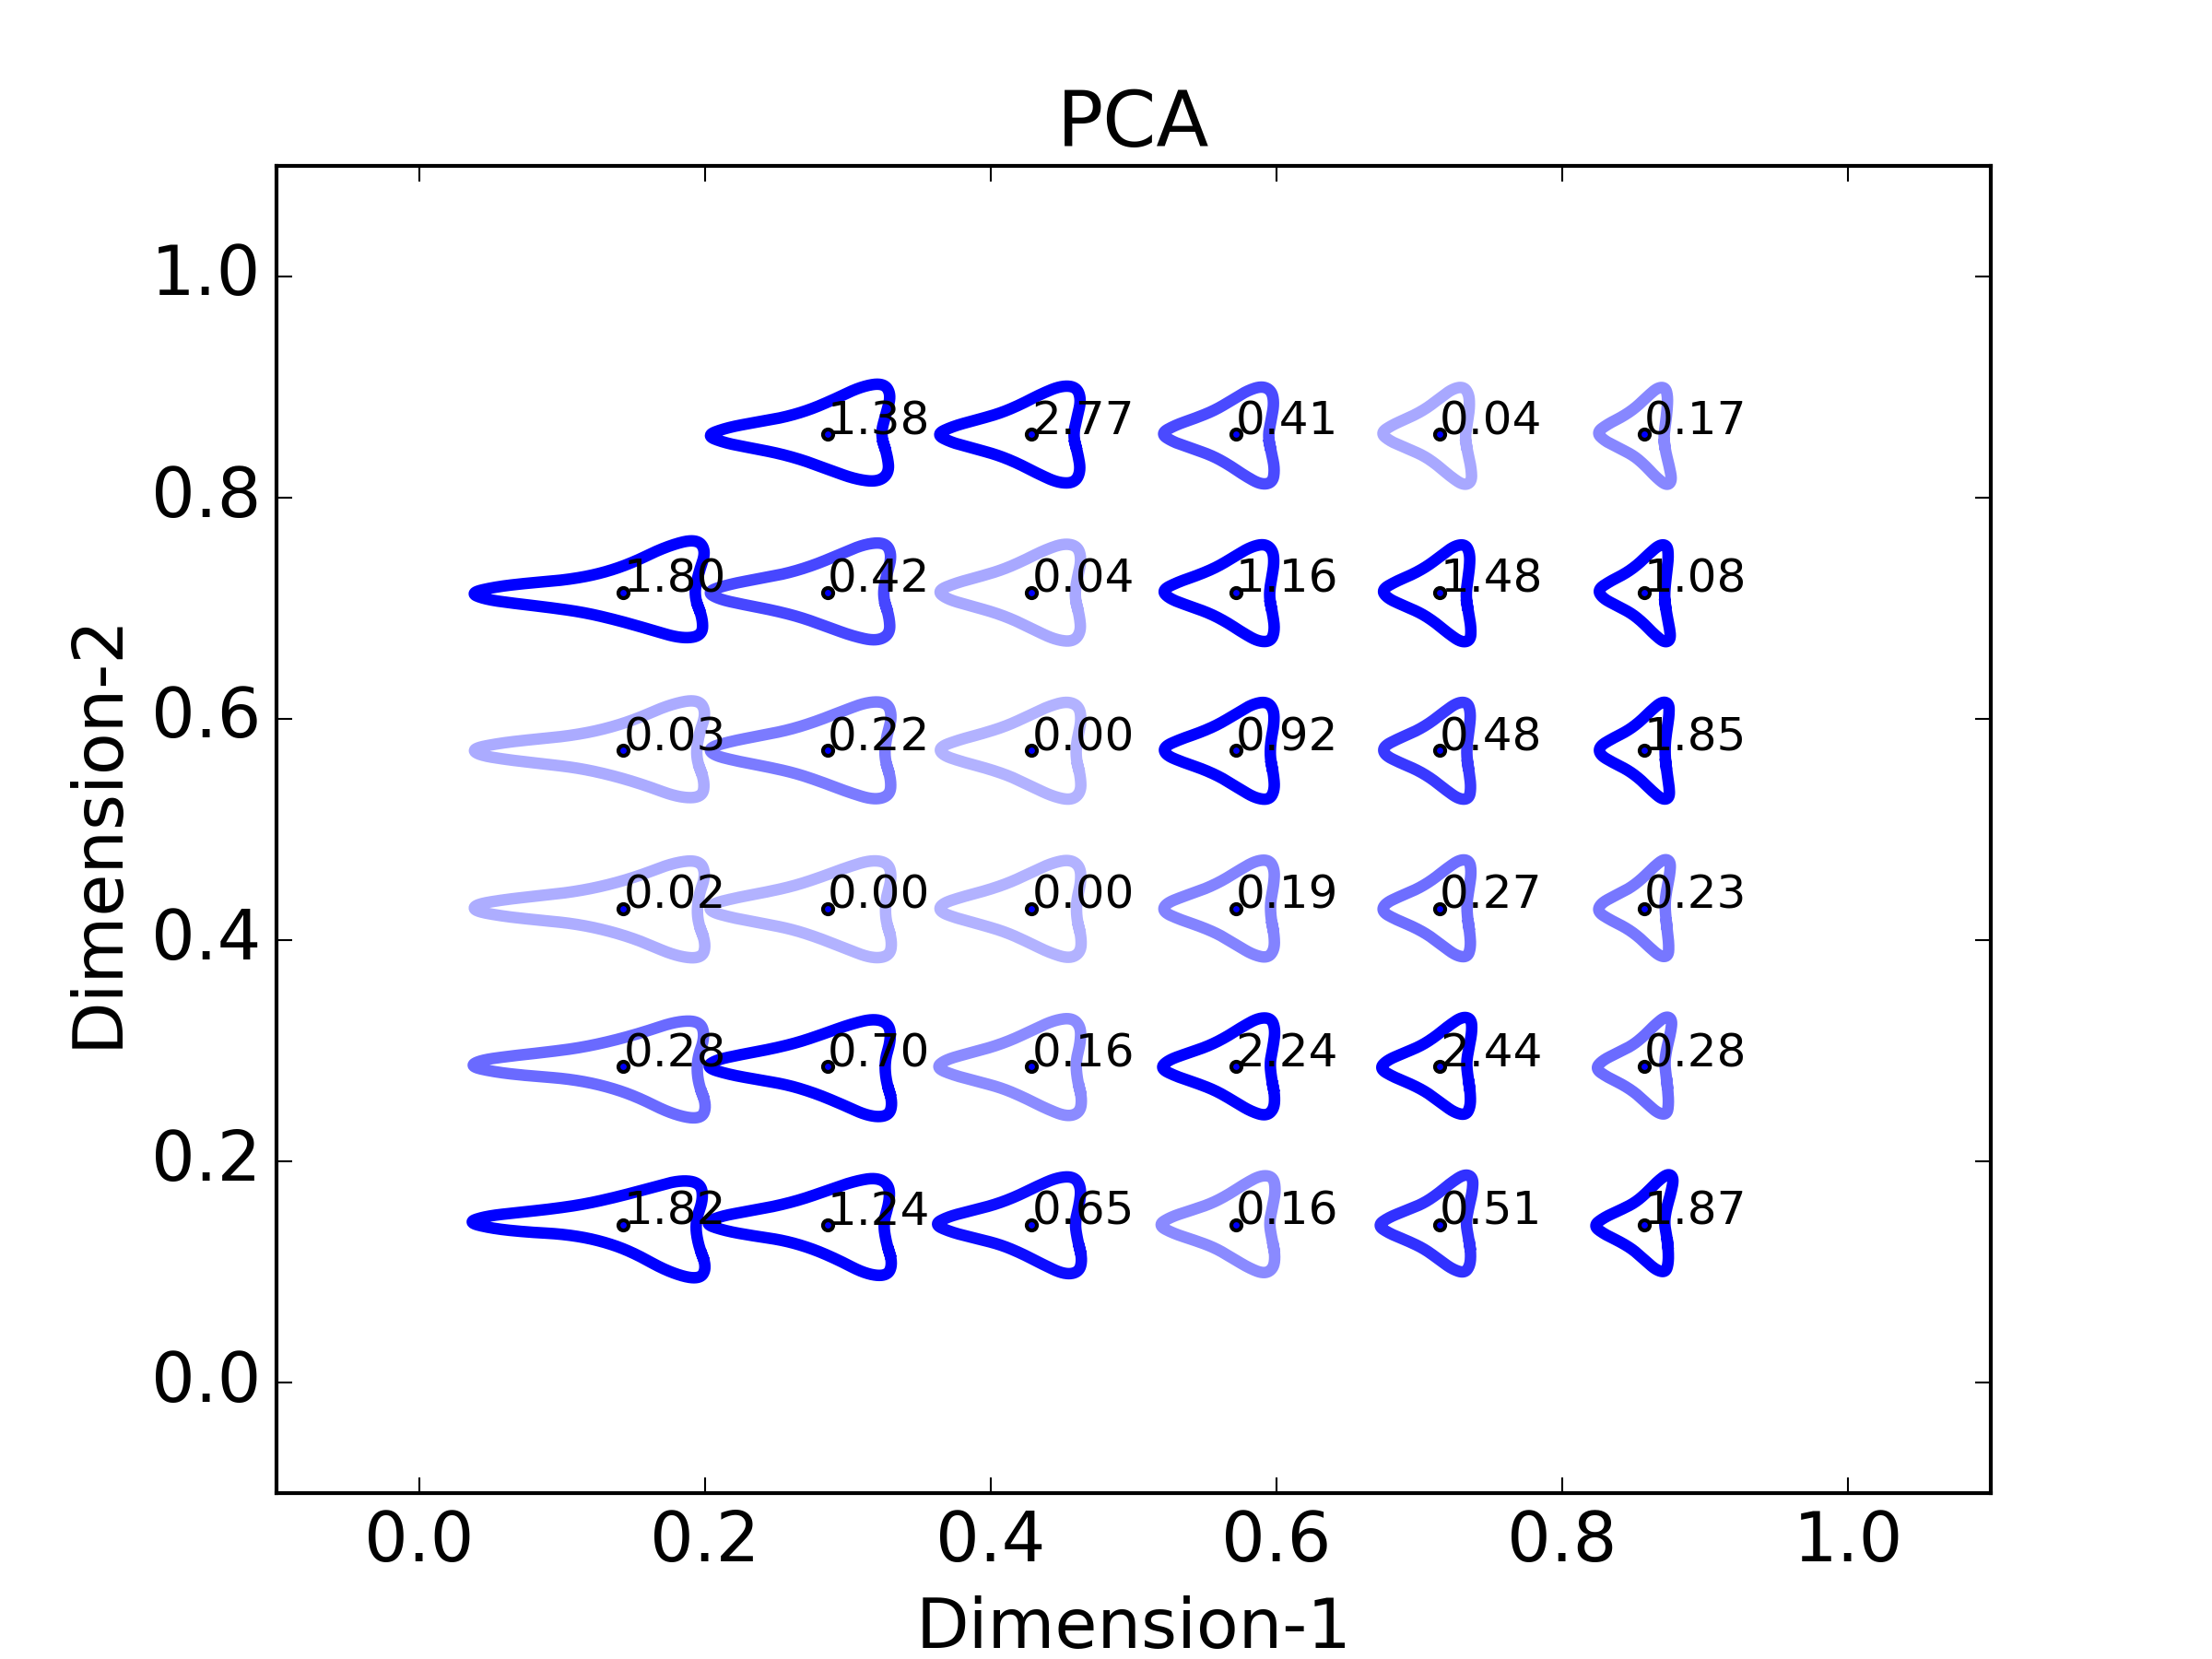 PCA
1.0
0.8
0.6
0.4
0.2
0.0
Dimension-2
1.38 2.77 0.41 0.04 0.17
1.80 0.42 0.04 1.16 1.48 1.08
0.03 0.22 0.00 0.92 0.48 1.85
0.02 0.00 0.00 0.19 0.27 0.23
0.28 0.70 0.16 2.24 2.44 0.28
1.82 1.24 0.65 0.16 0.51 1.87
0.0 0.2 0.4 0.6 0.8 1.0
Dimension-1